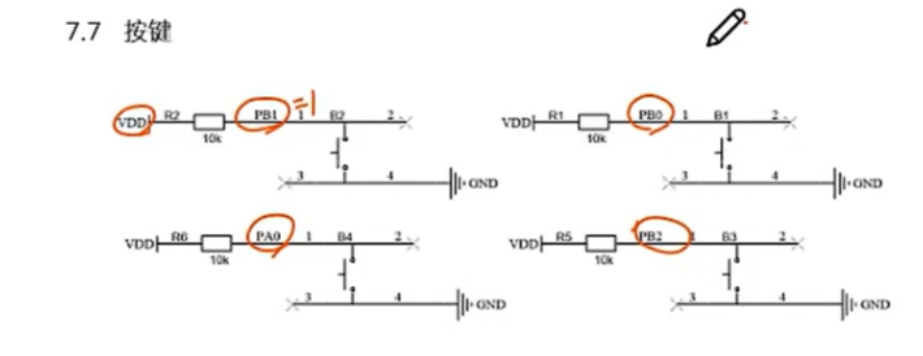 7.7 按键
VDD R2 PB1 1 B2 2 =1
10k
3 4 GND
VDD R1 PB0 1 B1 2
10k
3 4 GND
VDD R6 PA0 1 B4 2
10k
3 4 GND
VDD R5 PB2 1 B3 2
10k
3 4 GND